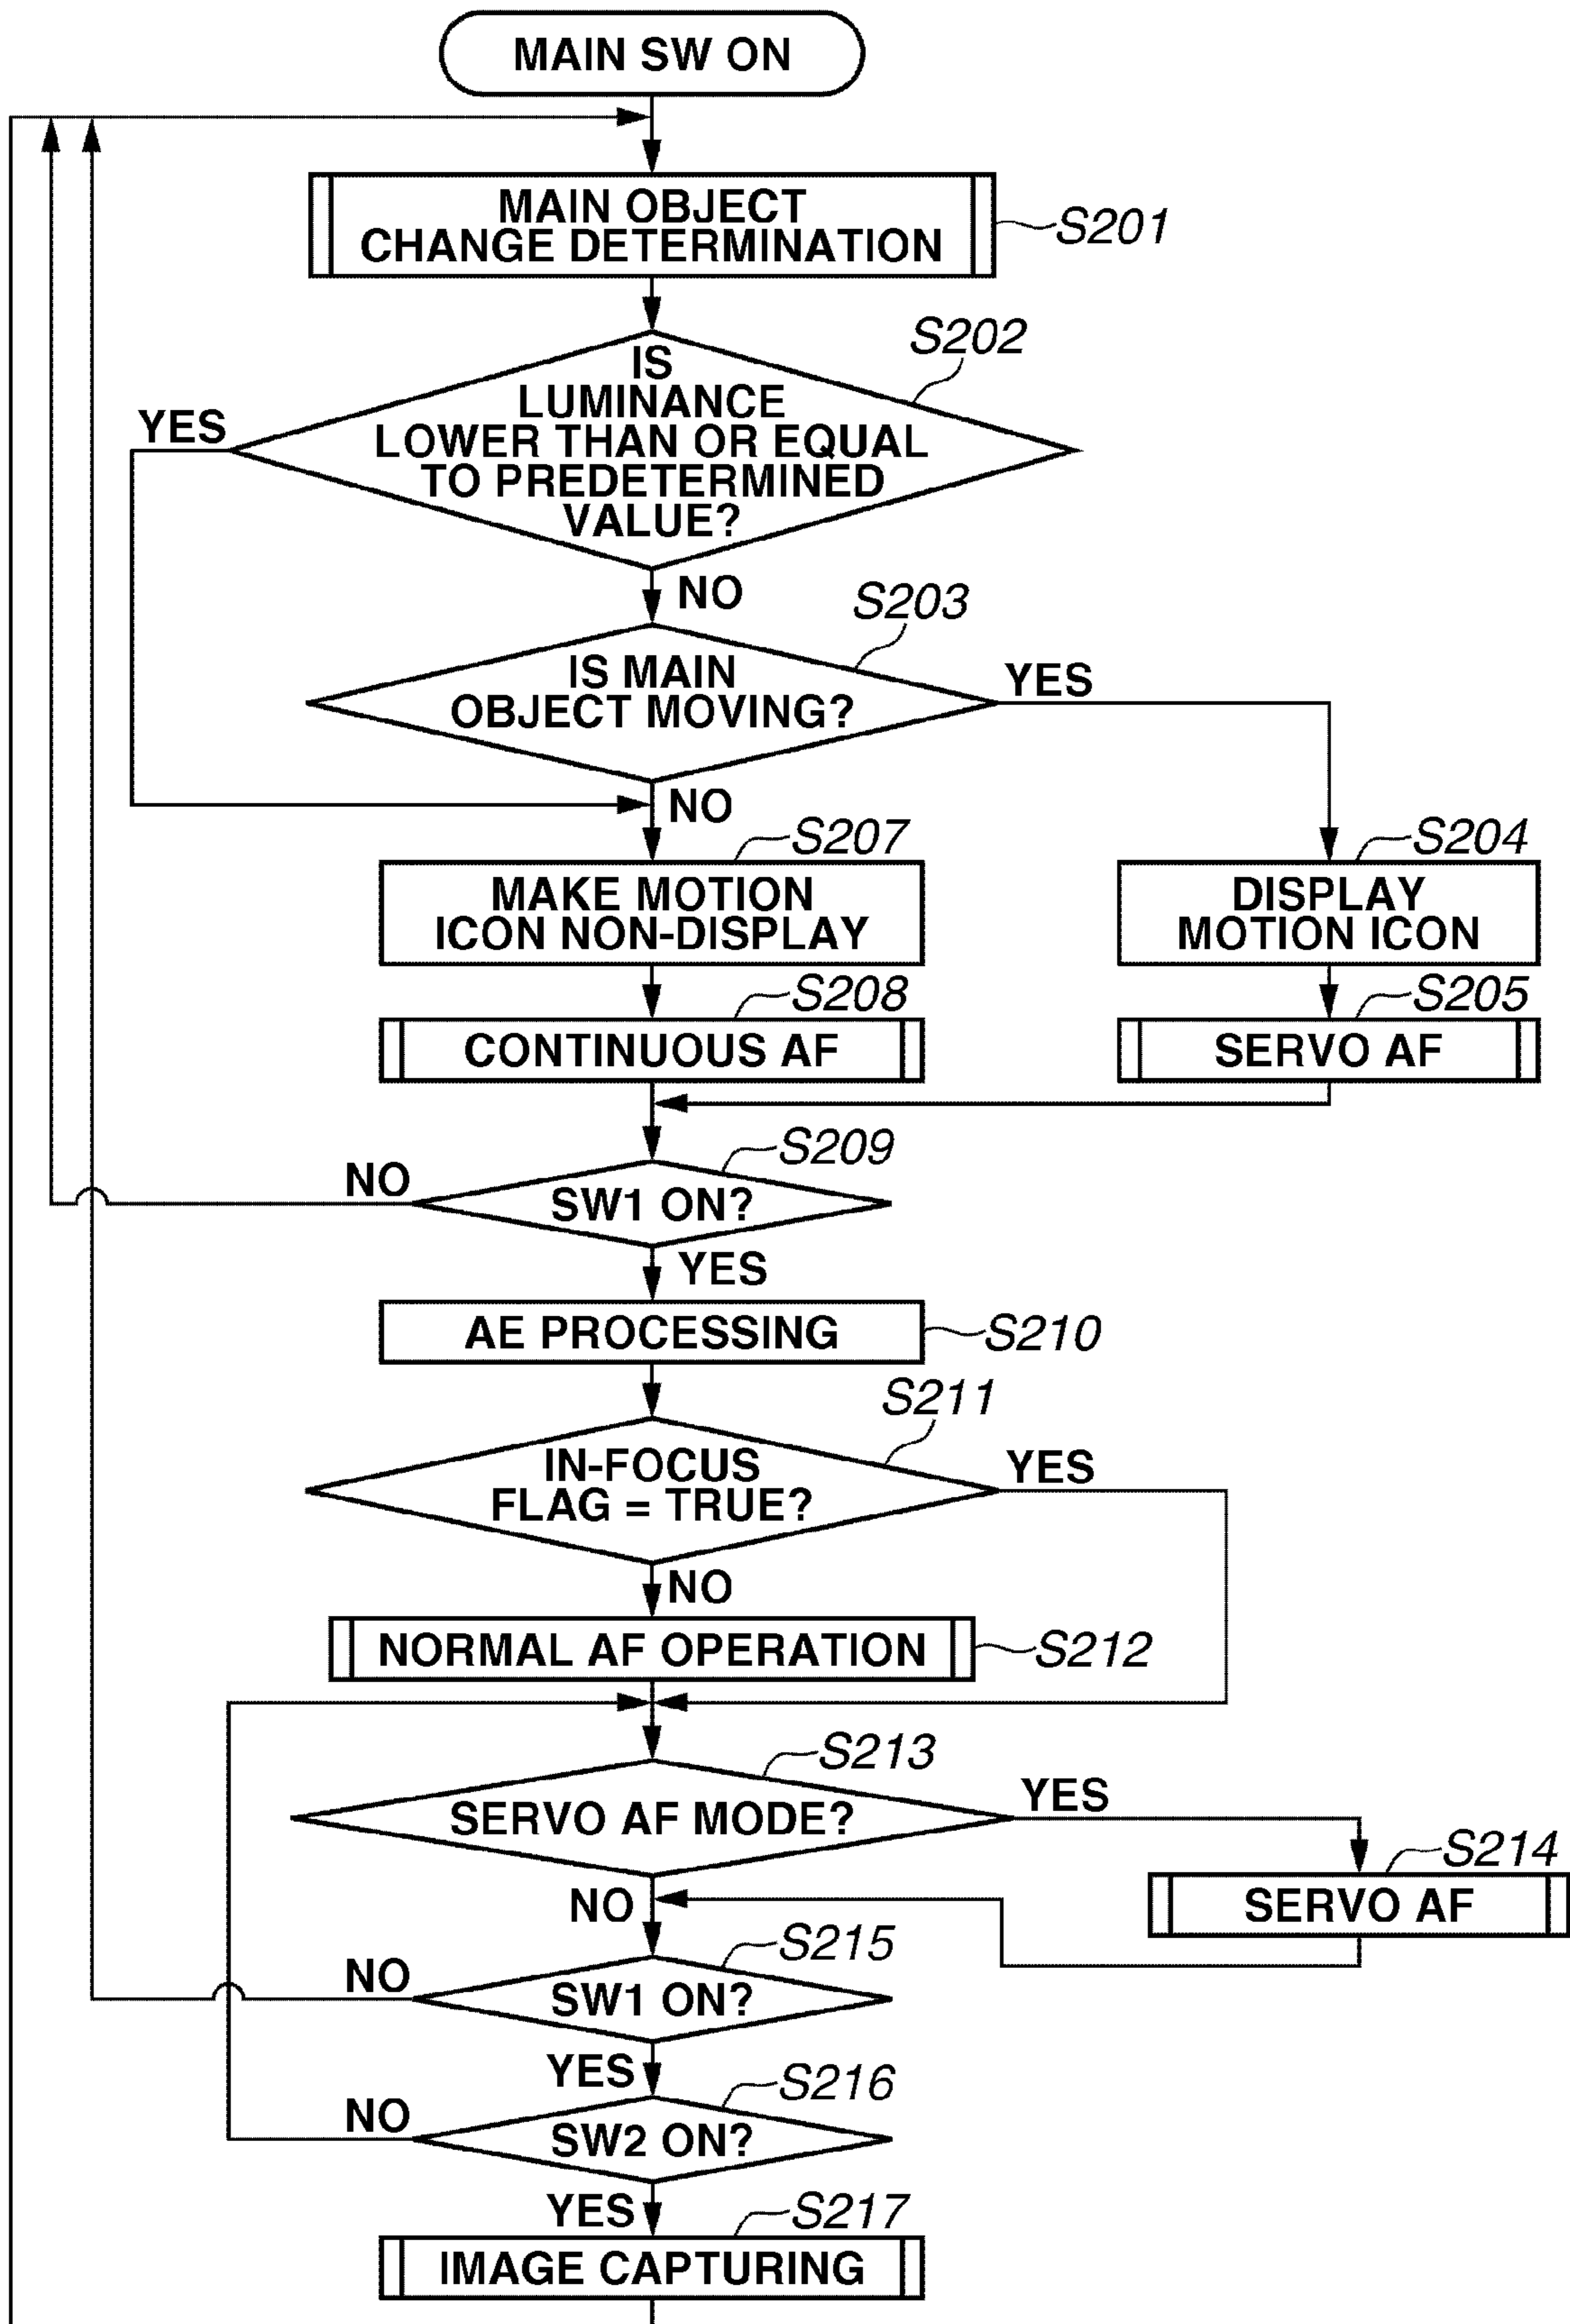 MAIN SW ON
MAIN OBJECT
CHANGE DETERMINATION
S201
S202
IS
LUMINANCE
LOWER THAN OR EQUAL
TO PREDETERMINED
VALUE?
YES
NO
S203
IS MAIN
OBJECT MOVING?
YES
NO
S207
MAKE MOTION
ICON NON-DISPLAY
S204
DISPLAY
MOTION ICON
S208
CONTINUOUS AF
S205
SERVO AF
S209
NO
SW1 ON?
YES
AE PROCESSING
S210
S211
IN-FOCUS
FLAG = TRUE?
YES
NO
NORMAL AF OPERATION
S212
S213
SERVO AF MODE?
YES
S214
SERVO AF
NO
S215
NO
SW1 ON?
YES
S216
NO
SW2 ON?
YES
S217
IMAGE CAPTURING